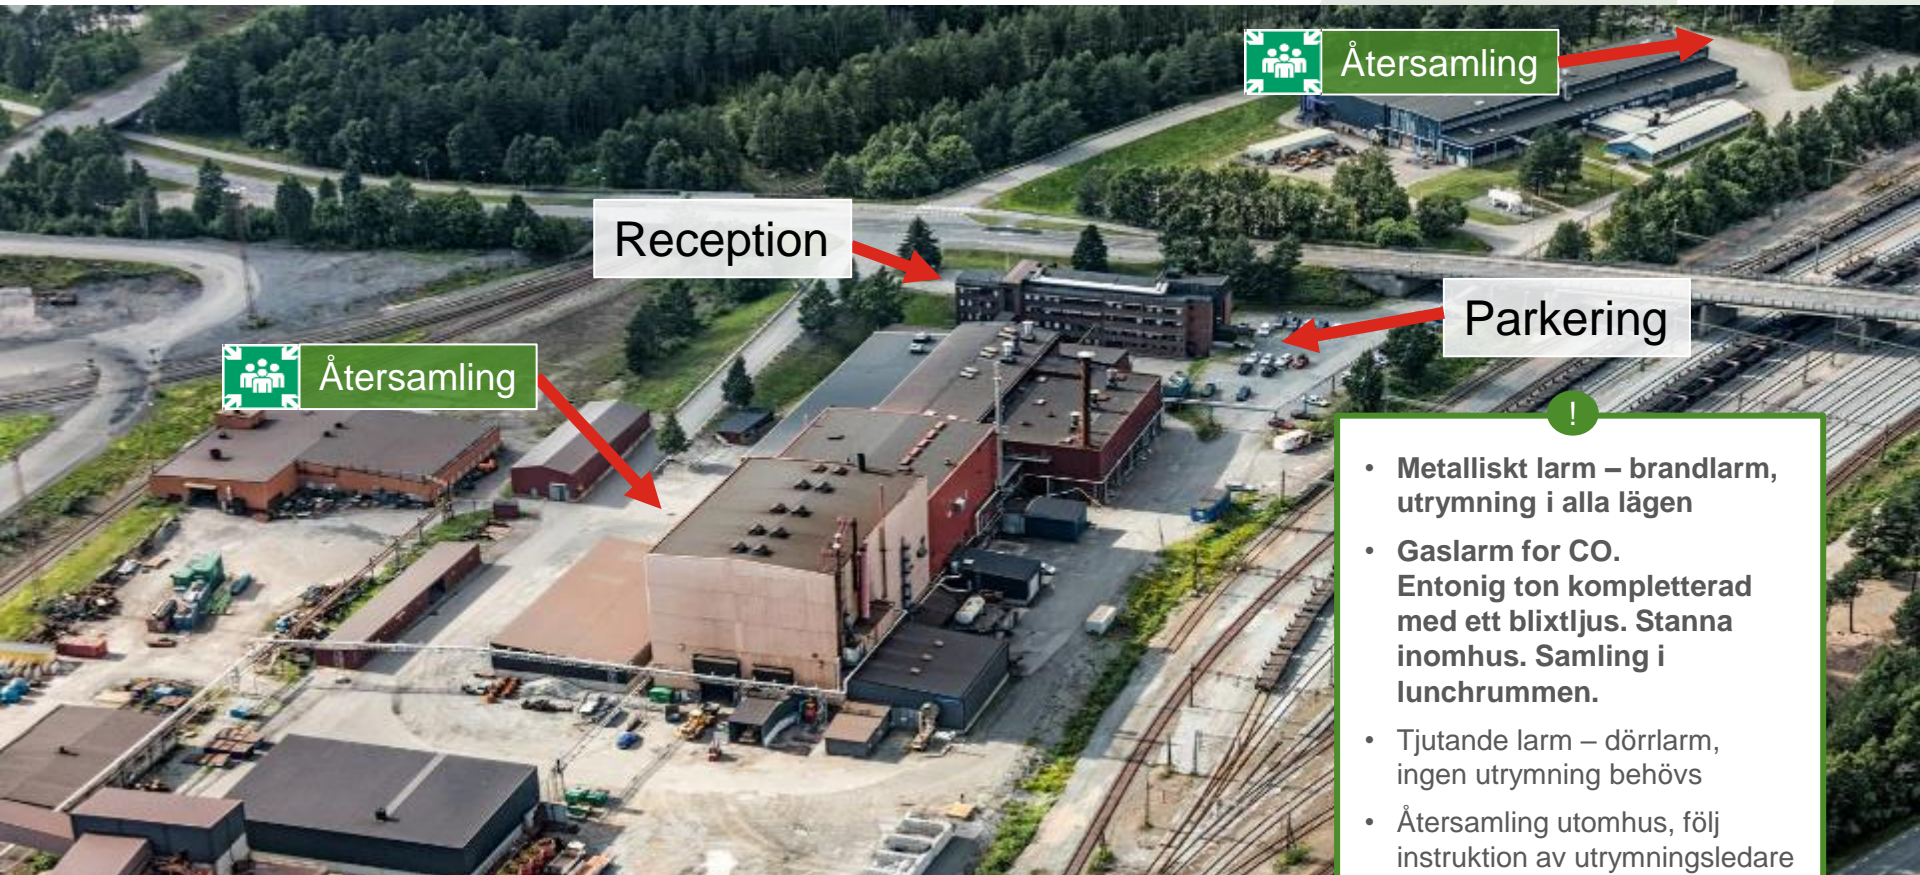 Återsamling
Reception
Parkering
Återsamling
!
• Metalliskt larm – brandlarm,
utrymning i alla lägen
• Gaslarm for CO.
Entonig ton kompletterad
med ett blixtljus. Stanna
inomhus. Samling i
lunchrummen.
• Tjutande larm – dörrlarm,
ingen utrymning behövs
• Återsamling utomhus, följ
instruktion av utrymningsledare